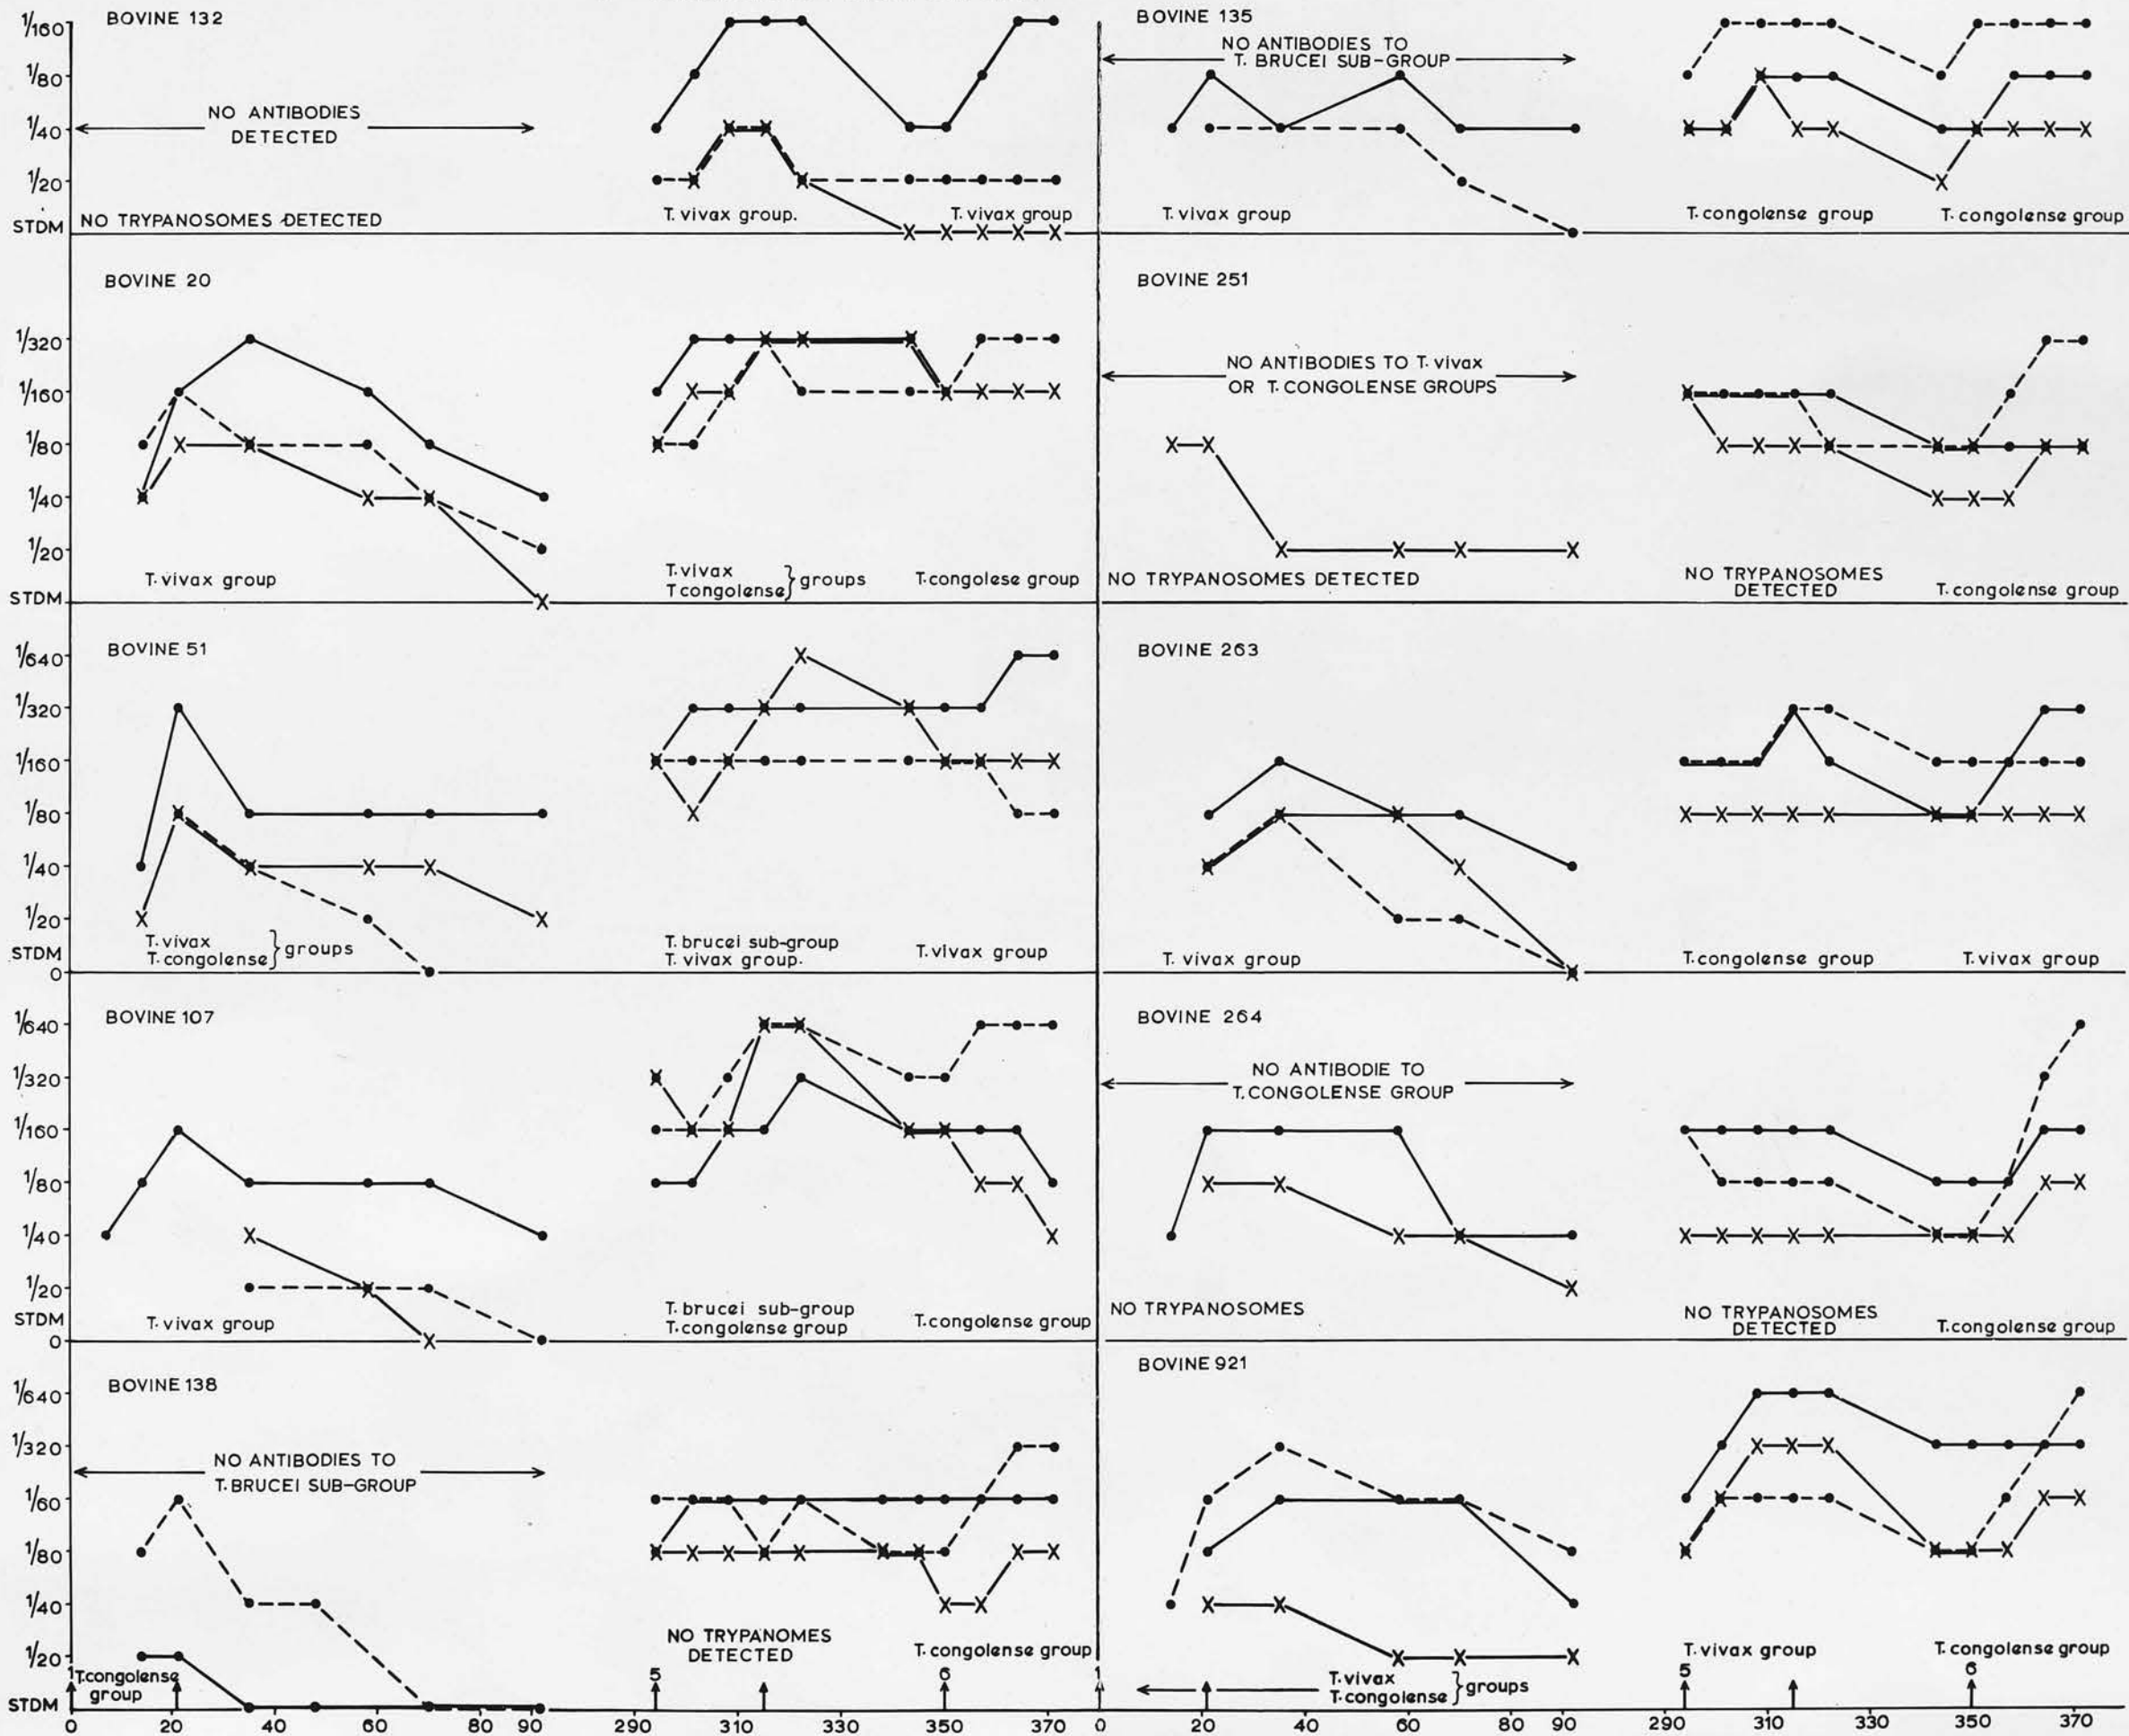 BOVINE 132
1/160
1/80
1/40
1/20
STDM
NO ANTIBODIES
DETECTED
NO TRYPANOSOMES DETECTED
T. vivax group.
T. vivax group
BOVINE 135
NO ANTIBODIES TO
T. BRUCEI SUB-GROUP
T. vivax group
T. congolense group
T. congolense group
BOVINE 20
1/320
1/160
1/80
1/40
1/20
STDM
T. vivax group
T. vivax
T congolense } groups
T. congolese group
BOVINE 251
NO ANTIBODIES TO T. vivax
OR T. CONGOLENSE GROUPS
NO TRYPANOSOMES DETECTED
NO TRYPANOSOMES
DETECTED
T. congolense group
BOVINE 51
1/640
1/320
1/160
1/80
1/40
1/20
STDM
0
T. vivax
T. congolense } groups
T. brucei sub-group
T. vivax group.
T. vivax group
BOVINE 263
T. vivax group
T. congolense group
T. vivax group
BOVINE 107
1/640
1/320
1/160
1/80
1/40
1/20
STDM
0
T. vivax group
T. brucei sub-group
T. congolense group
T. congolense group
BOVINE 264
NO ANTIBODIE TO
T. CONGOLENSE GROUP
NO TRYPANOSOMES
NO TRYPANOSOMES
DETECTED
T. congolense group
BOVINE 138
1/640
1/320
1/60
1/80
1/40
1/20
STDM
NO ANTIBODIES TO
T. BRUCEI SUB-GROUP
1
T. congolense
group
NO TRYPANOMES
DETECTED
T. congolense group
5
6
0 20 40 60 80 90 290 310 330 350 370
BOVINE 921
1
T. vivax
T. congolense } groups
T. vivax group
T. congolense group
5
6
0 20 40 60 80 90 290 310 330 350 370